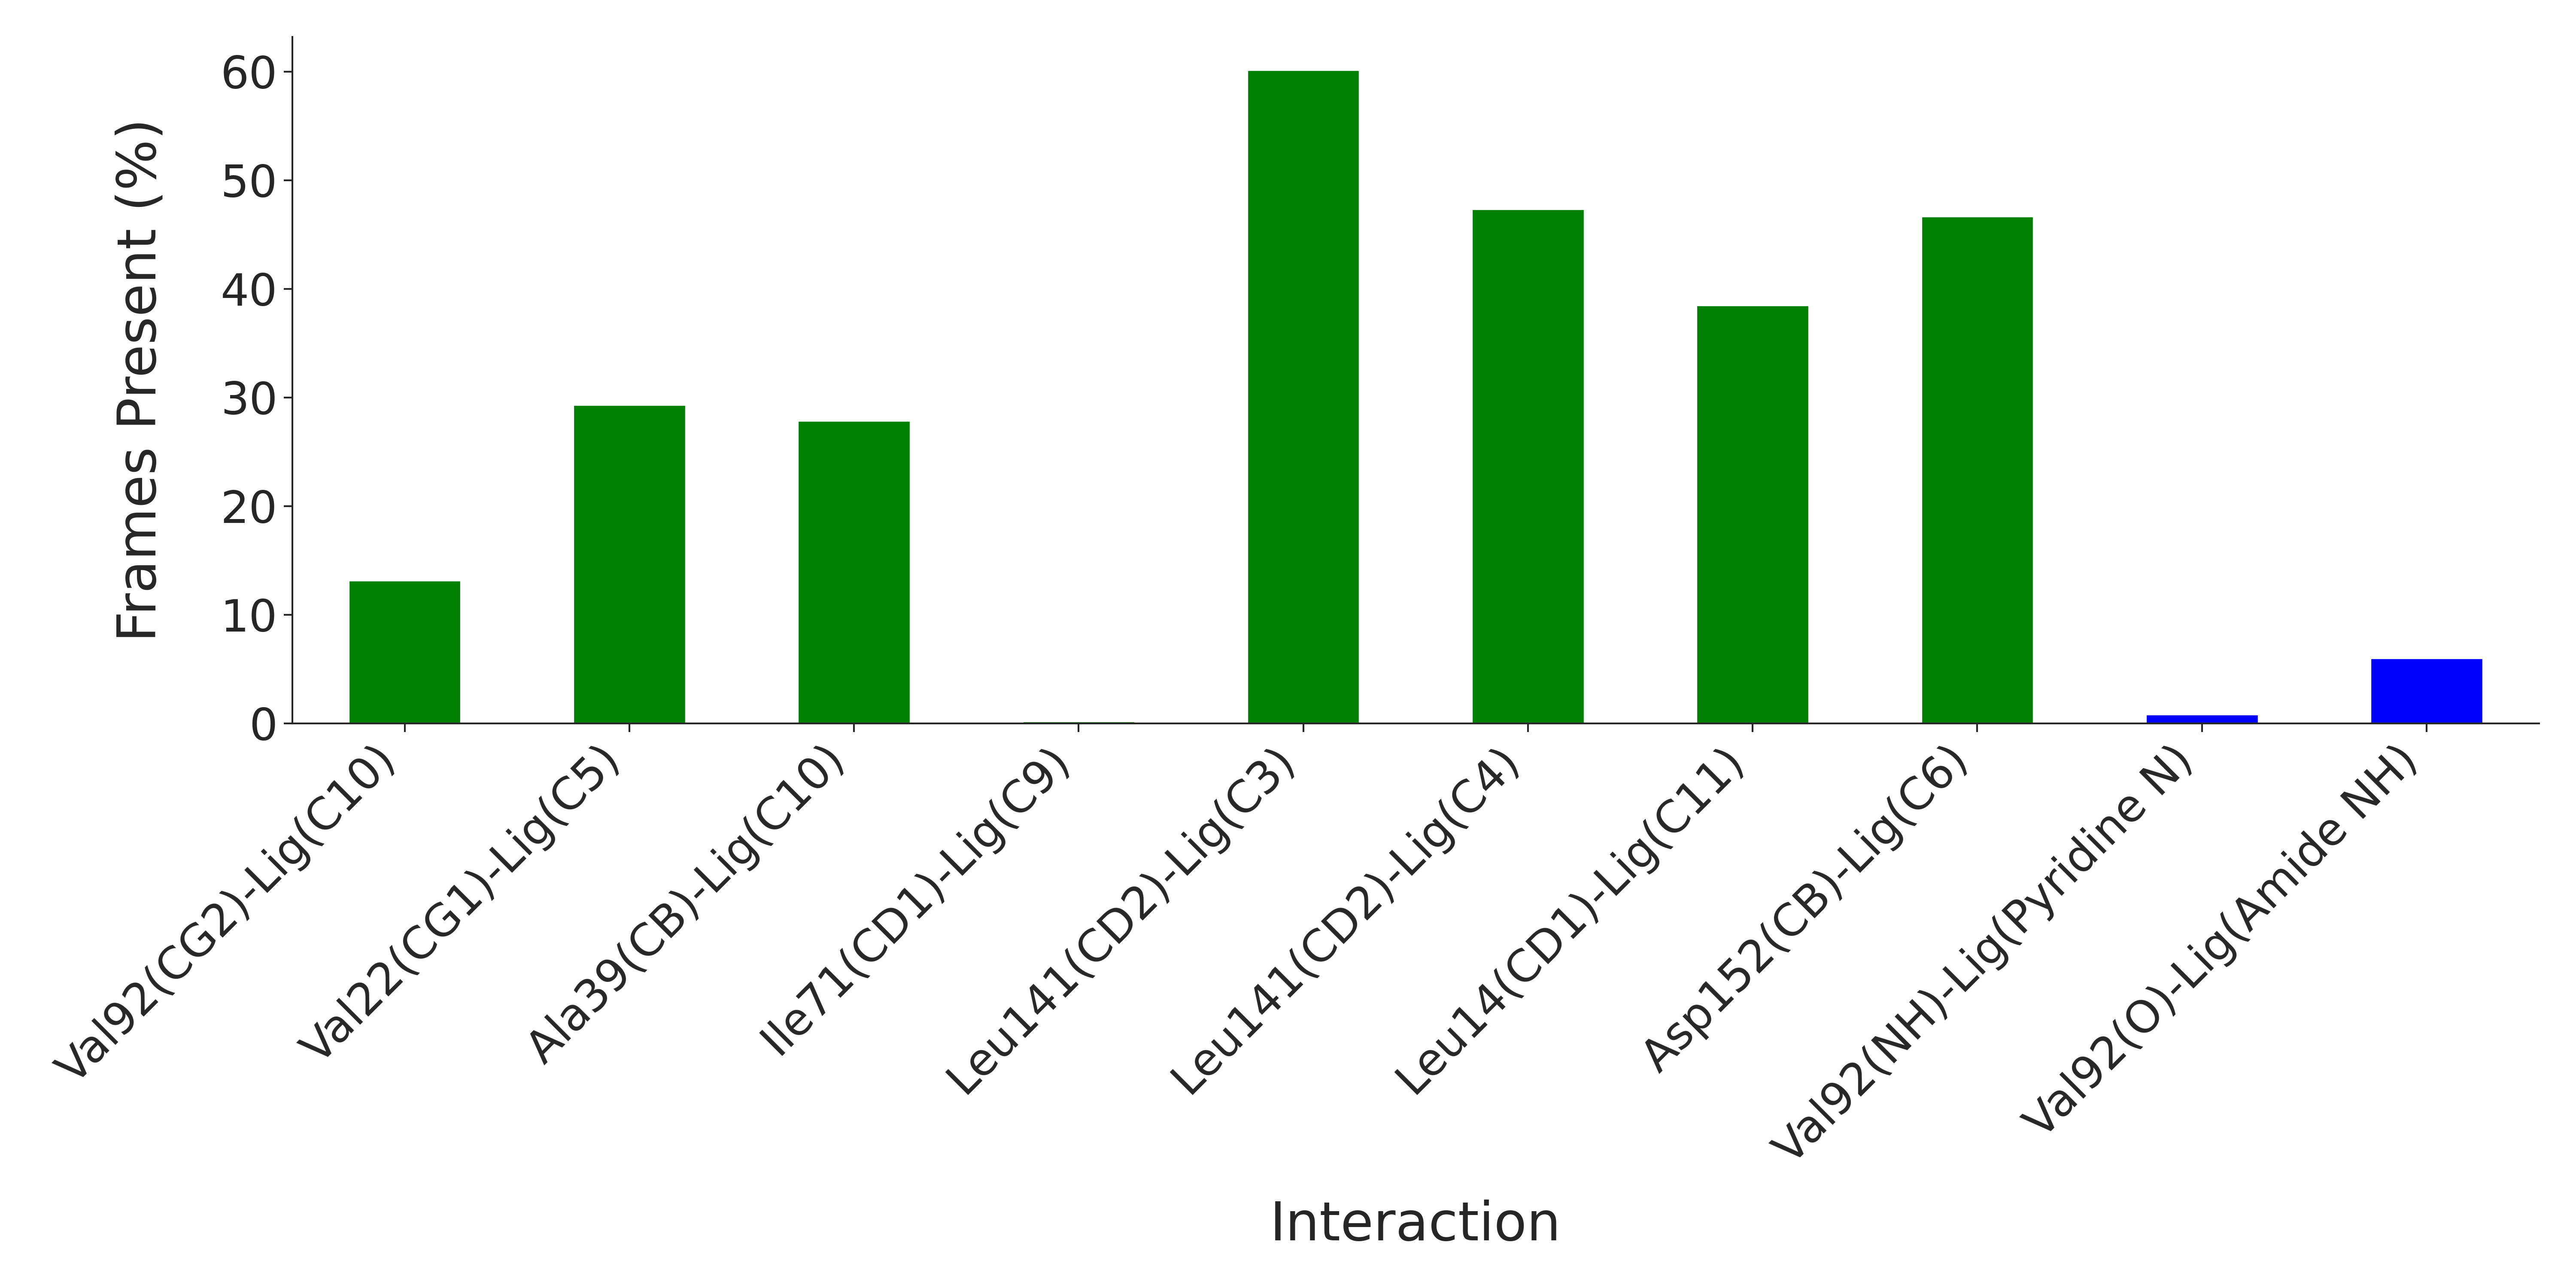 Frames Present (%)
60
50
40
30
20
10
0
Val92(CG2)-Lig(C10)
Val22(CG1)-Lig(C5)
Ala39(CB)-Lig(C10)
Ile71(CD1)-Lig(C9)
Leu141(CD2)-Lig(C3)
Leu141(CD2)-Lig(C4)
Leu14(CD1)-Lig(C11)
Asp152(CB)-Lig(C6)
Val92(NH)-Lig(Pyridine N)
Val92(O)-Lig(Amide NH)
Interaction